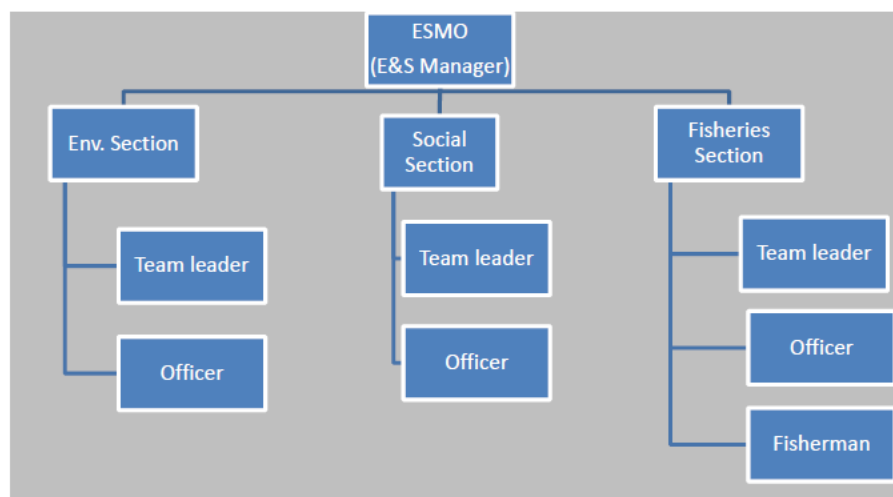 ESMO
(E&S Manager)
Env. Section
Social
Section
Fisheries
Section
Team leader
Officer
Team leader
Officer
Team leader
Officer
Fisherman